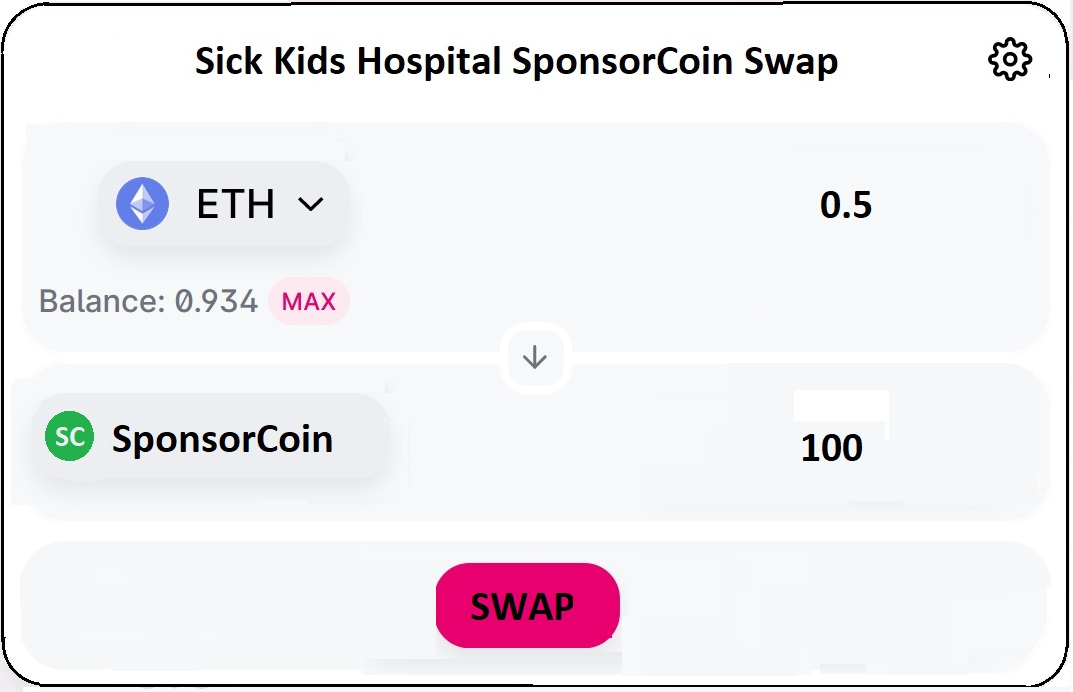 Sick Kids Hospital SponsorCoin Swap
ETH
0.5
Balance: 0.934 MAX
SC SponsorCoin
100
SWAP